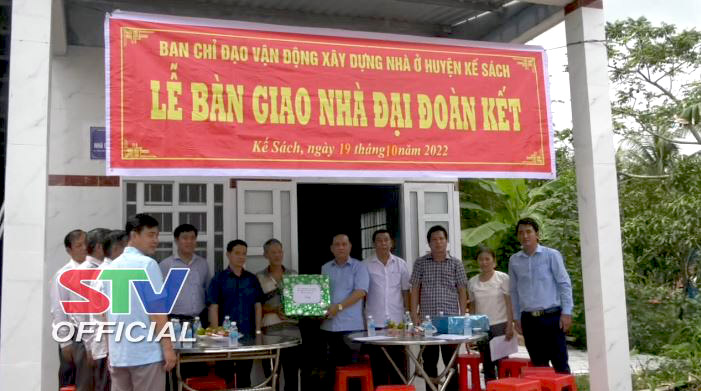 BAN CHỈ ĐẠO VẬN ĐỘNG XÂY DỰNG NHÀ Ở HUYỆN KẾ SÁCH
LỄ BÀN GIAO NHÀ ĐẠI ĐOÀN KẾT
Kế Sách, ngày 19 tháng 10 năm 2022
STV
OFFICIAL